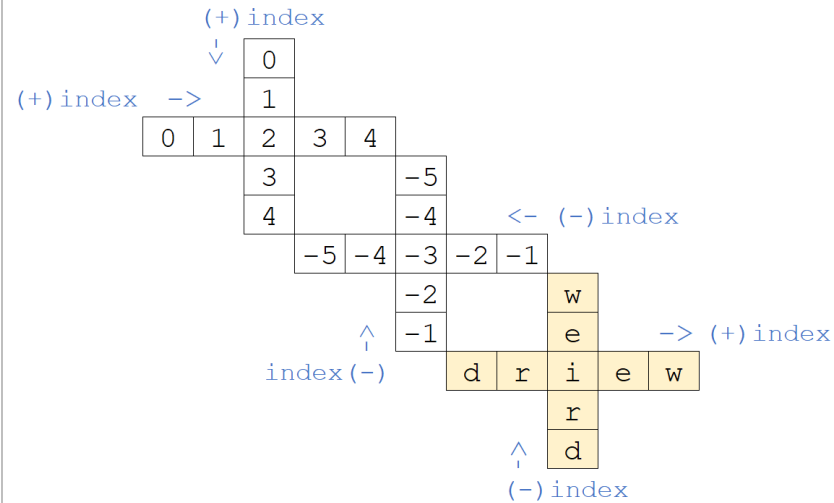 (+)index
0
(+)index -> 1
0 1 2 3 4
3 -5
4 -4 <- (-)index
-5 -4 -3 -2 -1
-2 w
-1 e -> (+)index
index(-) d r i e w
r
d
(-)index